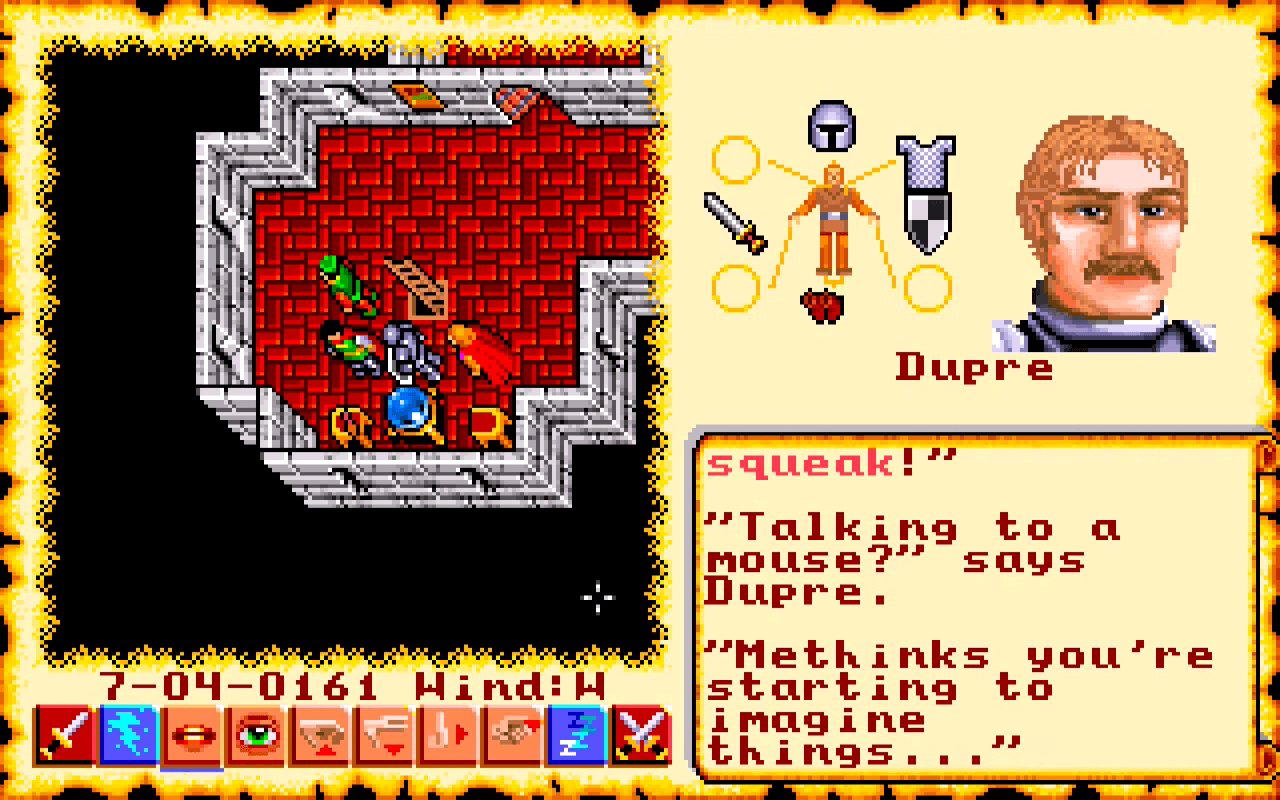 Dupre
squeak!”
”Talking to a
mouse?” says
Dupre.
”Methinks you're
starting to
imagine
things...”
7-04-0161 Wind:W